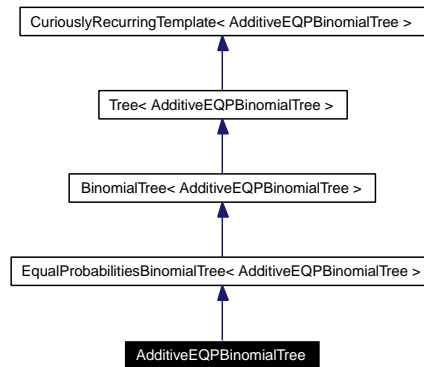 CuriouslyRecurringTemplate< AdditiveEQPBinomialTree >
Tree< AdditiveEQPBinomialTree >
BinomialTree< AdditiveEQPBinomialTree >
EqualProbabilitiesBinomialTree< AdditiveEQPBinomialTree >
AdditiveEQPBinomialTree